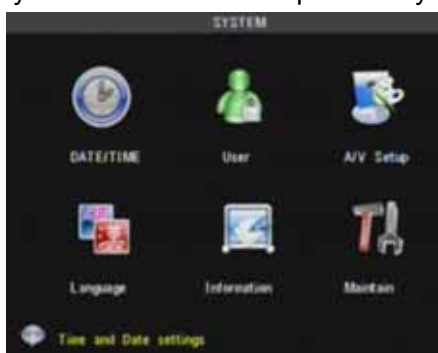 SYSTEM
DATE/TIME
User
A/V Setup
Language
Information
Maintain
Time and Date settings